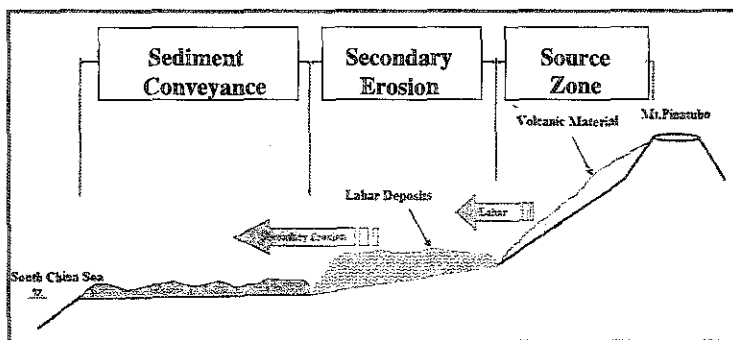 Sediment
Conveyance
Secondary
Erosion
Source
Zone
Mt.Pinatubo
Volcanic Material
Lahar Deposits
Lahar
Secondary Erosion
South China Sea